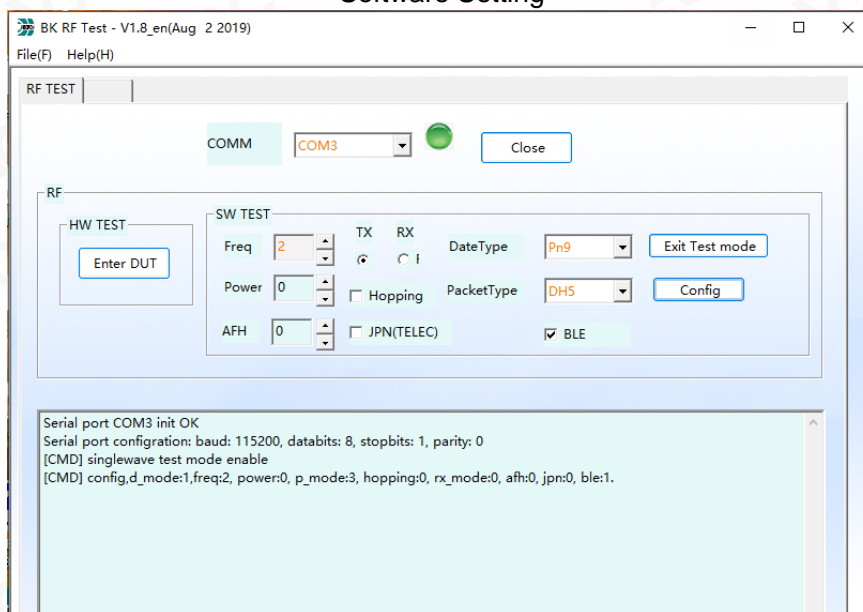 Software Setting
BK RF Test - V1.8_en(Aug 2 2019)
File(F) Help(H)
RF TEST
COMM COM3 Close
RF
HW TEST
Enter DUT
SW TEST
TX RX
Freq 2 DateType Pn9 Exit Test mode
Power 0 Hopping PacketType DH5 Config
AFH 0 JPN(TELEC) BLE
Serial port COM3 init OK
Serial port configration: baud: 115200, databits: 8, stopbits: 1, parity: 0
[CMD] singlewave test mode enable
[CMD] config,d_mode:1,freq:2, power:0, p_mode:3, hopping:0, rx_mode:0, afh:0, jpn:0, ble:1.